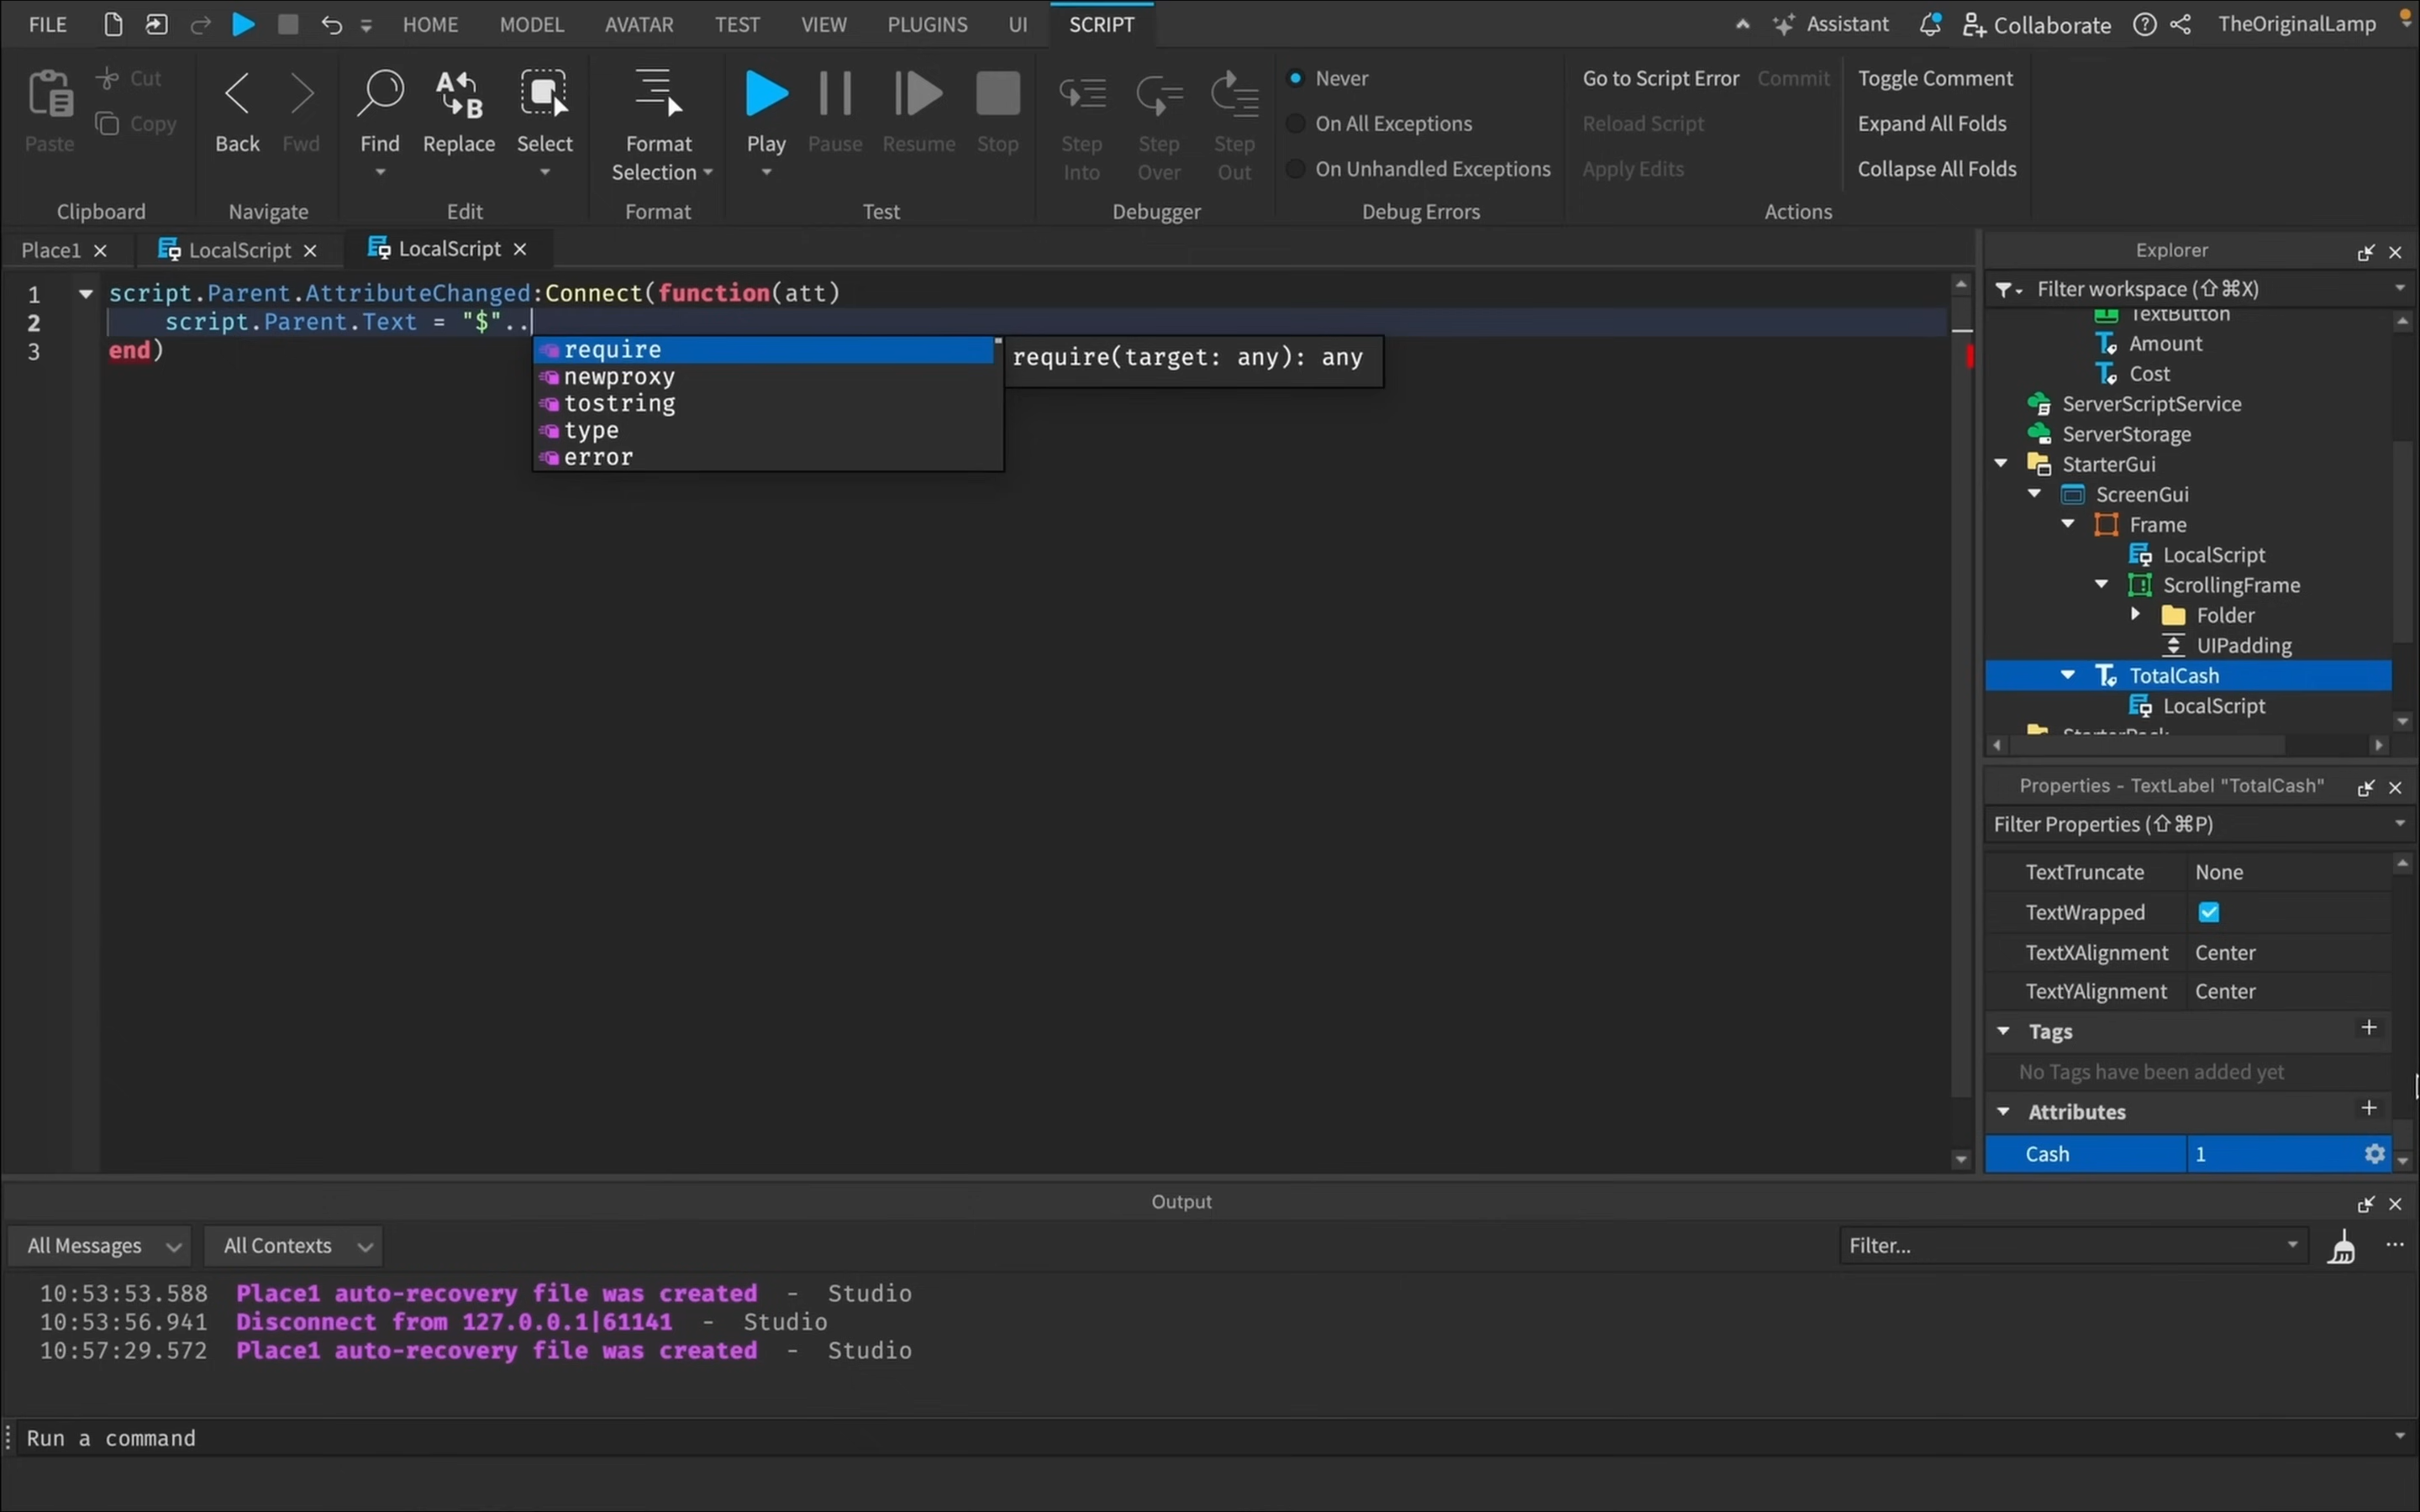 FILE HOME MODEL AVATAR TEST VIEW PLUGINS UI SCRIPT Assistant Collaborate TheOriginalLamp
Paste Cut Copy
Clipboard
Back Fwd
Navigate
Find Replace Select
Edit
Format Selection
Format
Play Pause Resume Stop
Test
Step Into Step Over Step Out
Debugger
Never
On All Exceptions
On Unhandled Exceptions
Debug Errors
Go to Script Error Commit Toggle Comment
Reload Script Expand All Folds
Apply Edits Collapse All Folds
Actions
Place1 LocalScript LocalScript
1 script.Parent.AttributeChanged:Connect(function(att)
2 script.Parent.Text = "$"..
3 end)
require
newproxy
tostring
type
error
require(target: any): any
Explorer
Filter workspace (⇧⌘X)
TextButton
Amount
Cost
ServerScriptService
ServerStorage
StarterGui
ScreenGui
Frame
LocalScript
ScrollingFrame
Folder
UIPadding
TotalCash
LocalScript
StarterPack
Properties - TextLabel "TotalCash"
Filter Properties (⇧⌘P)
TextTruncate None
TextWrapped
TextXAlignment Center
TextYAlignment Center
Tags
No Tags have been added yet
Attributes
Cash 1
Output
All Messages All Contexts Filter...
10:53:53.588 Place1 auto-recovery file was created - Studio
10:53:56.941 Disconnect from 127.0.0.1|61141 - Studio
10:57:29.572 Place1 auto-recovery file was created - Studio
Run a command